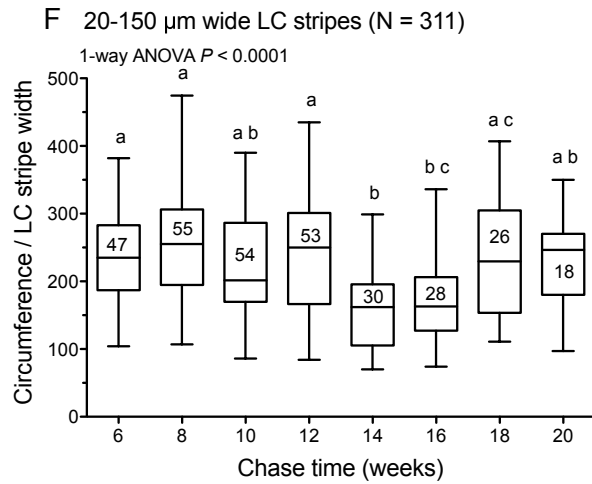 F 20-150 µm wide LC stripes (N = 311)
1-way ANOVA P < 0.0001
Circumference / LC stripe width
500
400
300
200
100
0
a a a b a b b c a c a b
47 55 54 53 30 28 26 18
6 8 10 12 14 16 18 20
Chase time (weeks)